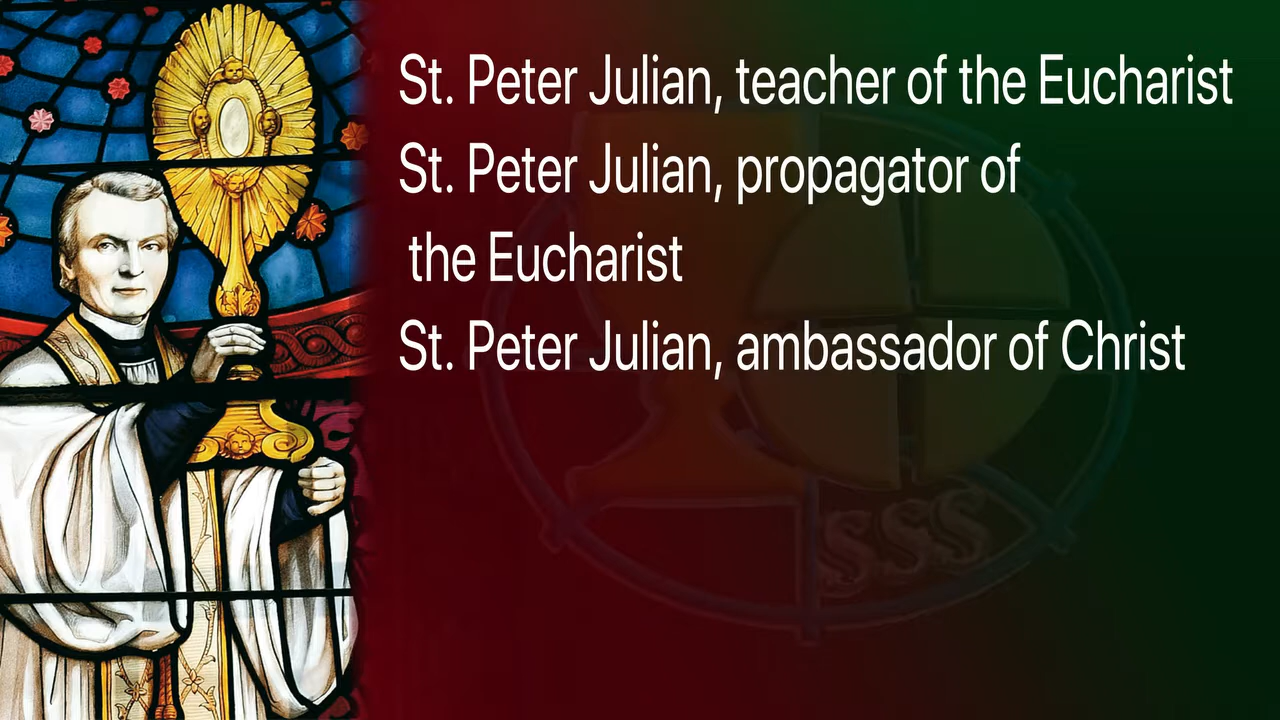 St. Peter Julian, teacher of the Eucharist
St. Peter Julian, propagator of
the Eucharist
St. Peter Julian, ambassador of Christ
SSS